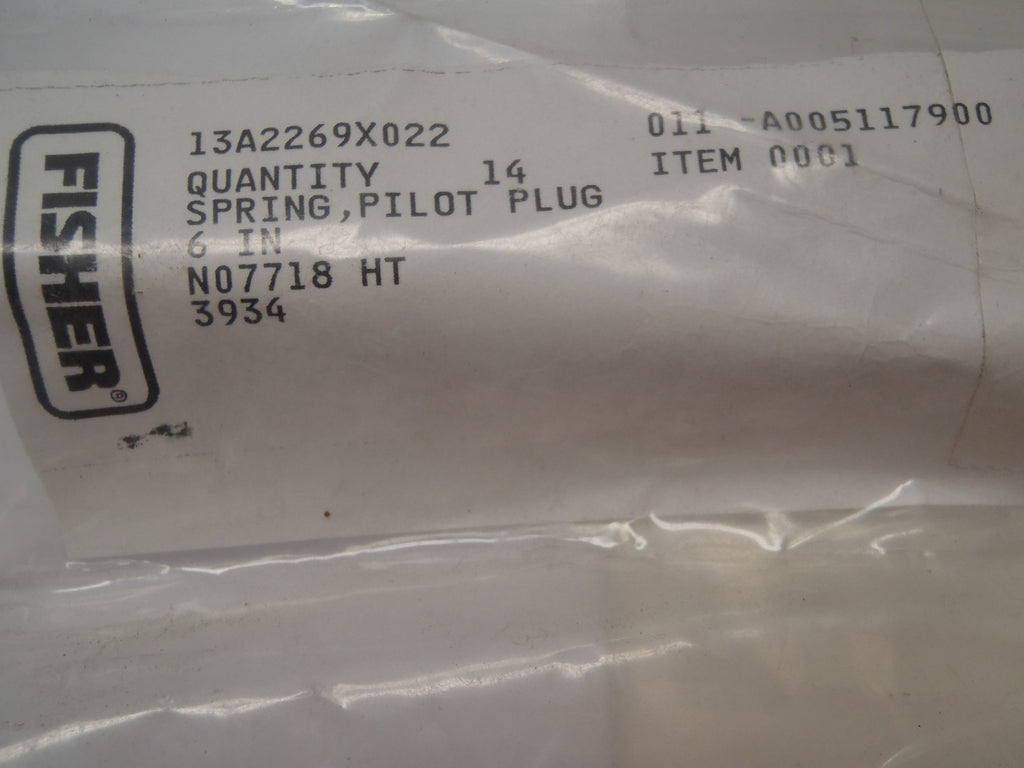 FISHER®
13A2269X022
QUANTITY 14
SPRING,PILOT PLUG
6 IN
N07718 HT
3934
011 -A005117900
ITEM 0001